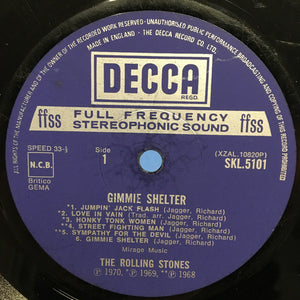 ALL RIGHTS OF THE MANUFACTURER AND OF THE OWNER OF THE RECORDED WORK RESERVED · UNAUTHORISED PUBLIC PERFORMANCE, BROADCASTING AND COPYING OF THIS RECORD PROHIBITED
MADE IN ENGLAND · THE DECCA RECORD CO. LTD.
DECCA
REGD.
ffss FULL FREQUENCY ffss
STEREOPHONIC SOUND
SPEED 33⅓
Side
1
(XZAL.10820P)
SKL.5101
N.C.B.
Britico
GEMA
GIMMIE SHELTER
*1. JUMPIN' JACK FLASH (Jagger, Richard)
*2. LOVE IN VAIN (Trad. arr. Jagger, Richard)
*3. HONKY TONK WOMEN (Jagger, Richard)
**4. STREET FIGHTING MAN (Jagger, Richard)
**5. SYMPATHY FOR THE DEVIL (Jagger, Richard)
6. GIMMIE SHELTER (Jagger, Richard)
Mirage Music
THE ROLLING STONES
℗ 1970, *℗ 1969, **℗ 1968